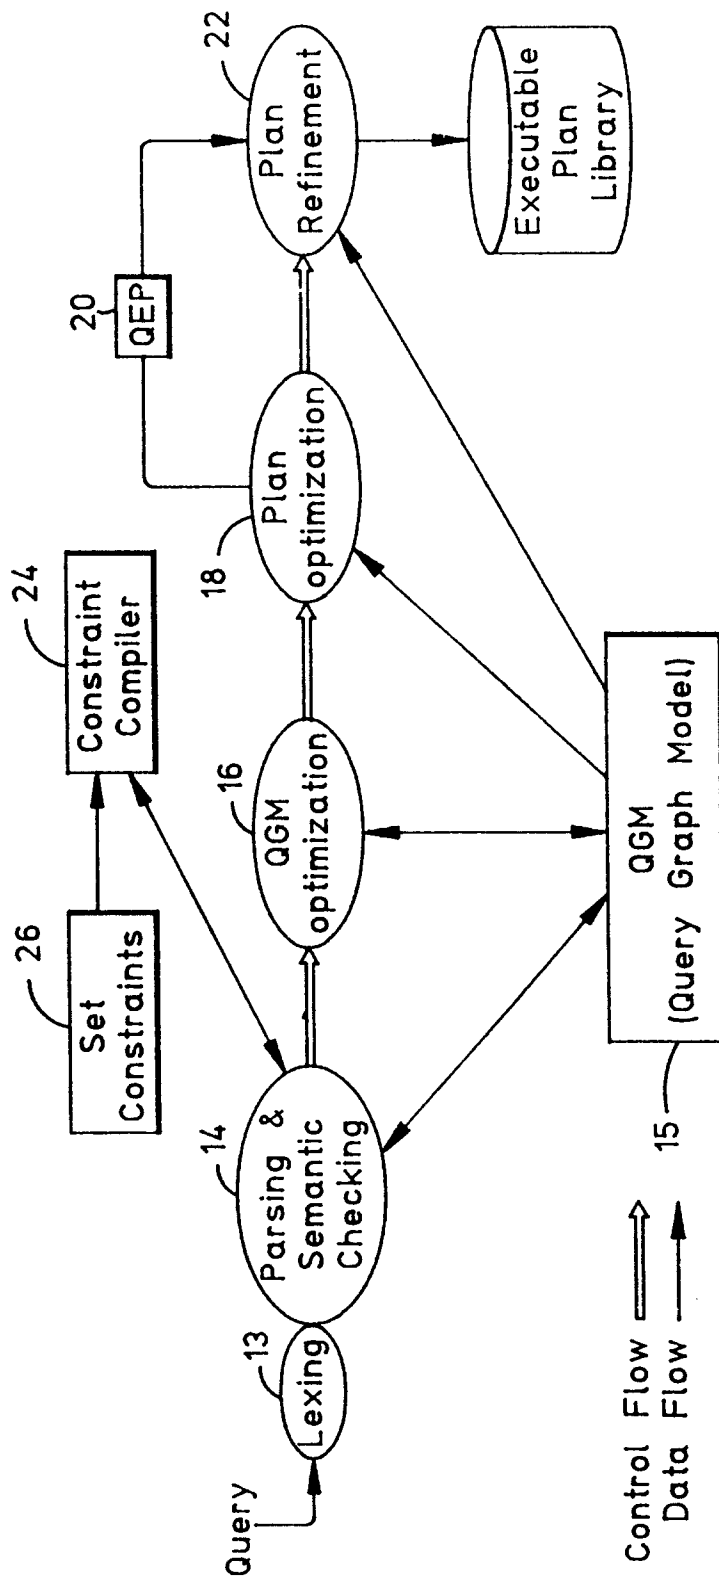 26
Set
Constraints
24
Constraint
Compiler
20
QEP
Query
13
Lexing
14
Parsing &
Semantic
Checking
16
QGM
optimization
18
Plan
optimization
22
Plan
Refinement
Executable
Plan
Library
15
QGM
(Query Graph Model)
Control Flow
Data Flow